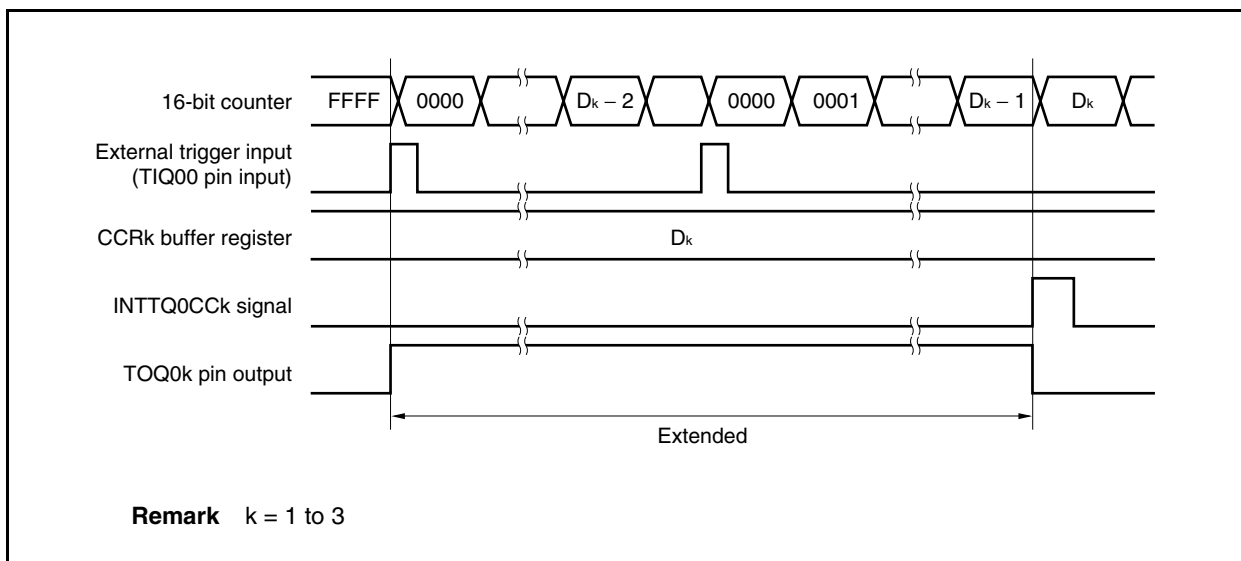 16-bit counter FFFF 0000 Dk − 2 0000 0001 Dk − 1 Dk
External trigger input
(TIQ00 pin input)
CCRk buffer register Dk
INTTQ0CCk signal
TOQ0k pin output
Extended
Remark k = 1 to 3